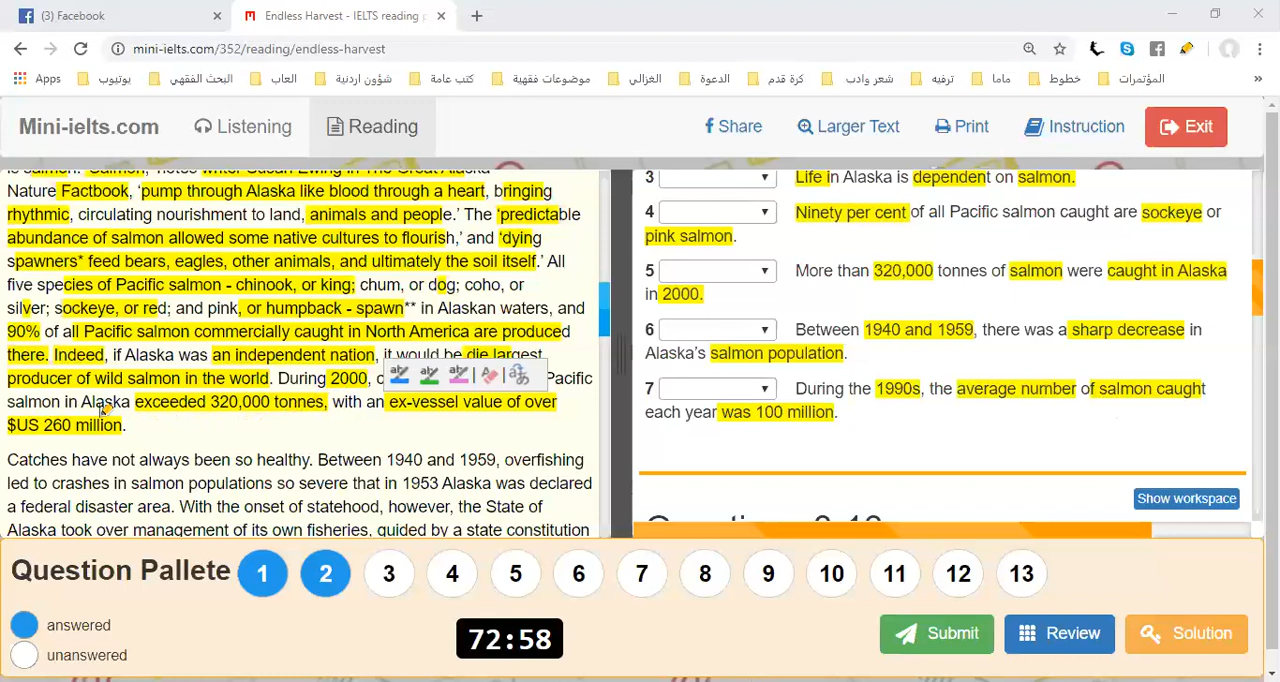 (3) Facebook
Endless Harvest - IELTS reading
mini-ielts.com/352/reading/endless-harvest
Apps
يوتيوب
البحث الفقهي
العاب
شؤون اردنية
كتب عامة
موضوعات فقهية
الغزالي
الدعوة
كرة قدم
شعر وادب
ترفيه
ماما
خطوط
المؤتمرات
Mini-ielts.com
Listening
Reading
Share
Larger Text
Print
Instruction
Exit
Nature Factbook, ‘pump through Alaska like blood through a heart, bringing
rhythmic, circulating nourishment to land, animals and people.’ The ‘predictable
abundance of salmon allowed some native cultures to flourish,’ and ‘dying
spawners* feed bears, eagles, other animals, and ultimately the soil itself.’ All
five species of Pacific salmon - chinook, or king; chum, or dog; coho, or
silver; sockeye, or red; and pink, or humpback - spawn** in Alaskan waters, and
90% of all Pacific salmon commercially caught in North America are produced
there. Indeed, if Alaska was an independent nation, it would be die largest
producer of wild salmon in the world. During 2000, Pacific
salmon in Alaska exceeded 320,000 tonnes, with an ex-vessel value of over
$US 260 million.
Catches have not always been so healthy. Between 1940 and 1959, overfishing
led to crashes in salmon populations so severe that in 1953 Alaska was declared
a federal disaster area. With the onset of statehood, however, the State of
Alaska took over management of its own fisheries, guided by a state constitution
3 Life in Alaska is dependent on salmon.
4 Ninety per cent of all Pacific salmon caught are sockeye or
pink salmon.
5 More than 320,000 tonnes of salmon were caught in Alaska
in 2000.
6 Between 1940 and 1959, there was a sharp decrease in
Alaska’s salmon population.
7 During the 1990s, the average number of salmon caught
each year was 100 million.
Show workspace
Question Pallete 1 2 3 4 5 6 7 8 9 10 11 12 13
answered
unanswered
72:58
Submit
Review
Solution